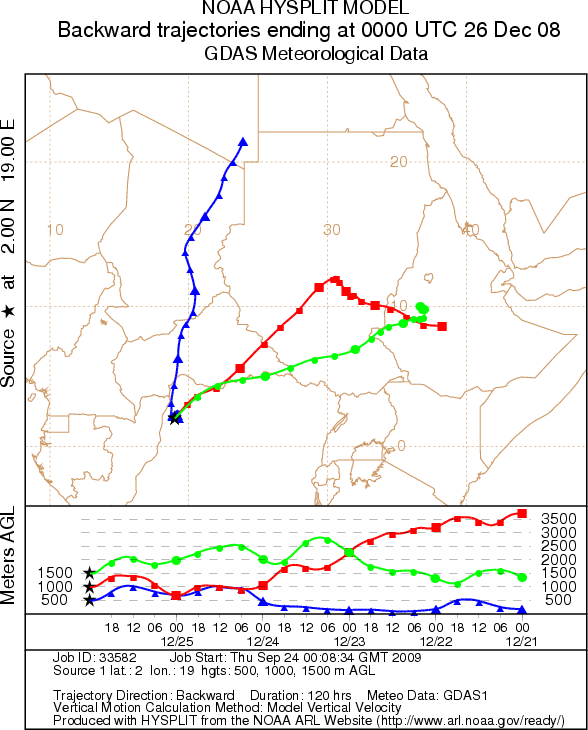 NOAA HYSPLIT MODEL
Backward trajectories ending at 0000 UTC 26 Dec 08
GDAS Meteorological Data
Source ★ at 2.00 N 19.00 E
20
10 20 30 40
10
0
Meters AGL
1500
1000
500
3500
3000
2500
2000
1500
1000
500
18 12 06 00 18 12 06 00 18 12 06 00 18 12 06 00 18 12 06 00
12/25 12/24 12/23 12/22 12/21
Job ID: 33582 Job Start: Thu Sep 24 00:08:34 GMT 2009
Source 1 lat.: 2 lon.: 19 hgts: 500, 1000, 1500 m AGL
Trajectory Direction: Backward Duration: 120 hrs Meteo Data: GDAS1
Vertical Motion Calculation Method: Model Vertical Velocity
Produced with HYSPLIT from the NOAA ARL Website (http://www.arl.noaa.gov/ready/)